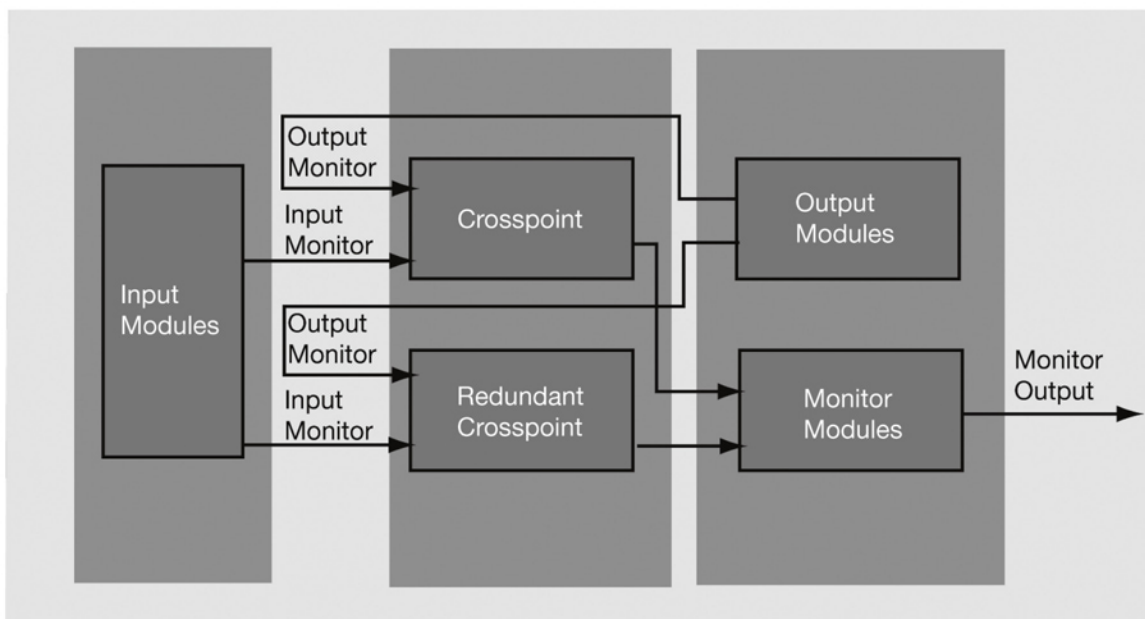 Output
Monitor
Input
Monitor
Input
Modules
Output
Monitor
Input
Monitor
Crosspoint
Redundant
Crosspoint
Output
Modules
Monitor
Modules
Monitor
Output